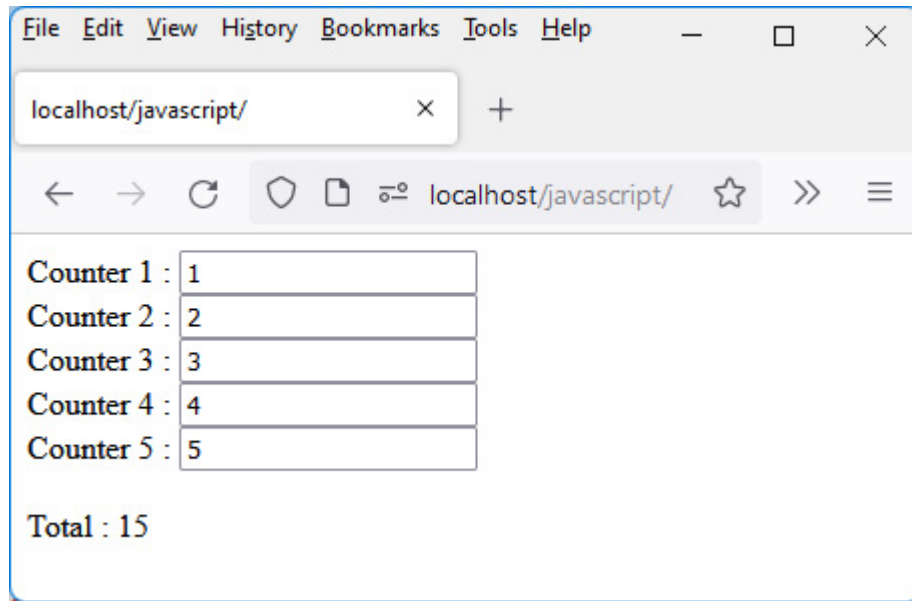 File Edit View History Bookmarks Tools Help
localhost/javascript/
localhost/javascript/
Counter 1 : 1
Counter 2 : 2
Counter 3 : 3
Counter 4 : 4
Counter 5 : 5
Total : 15